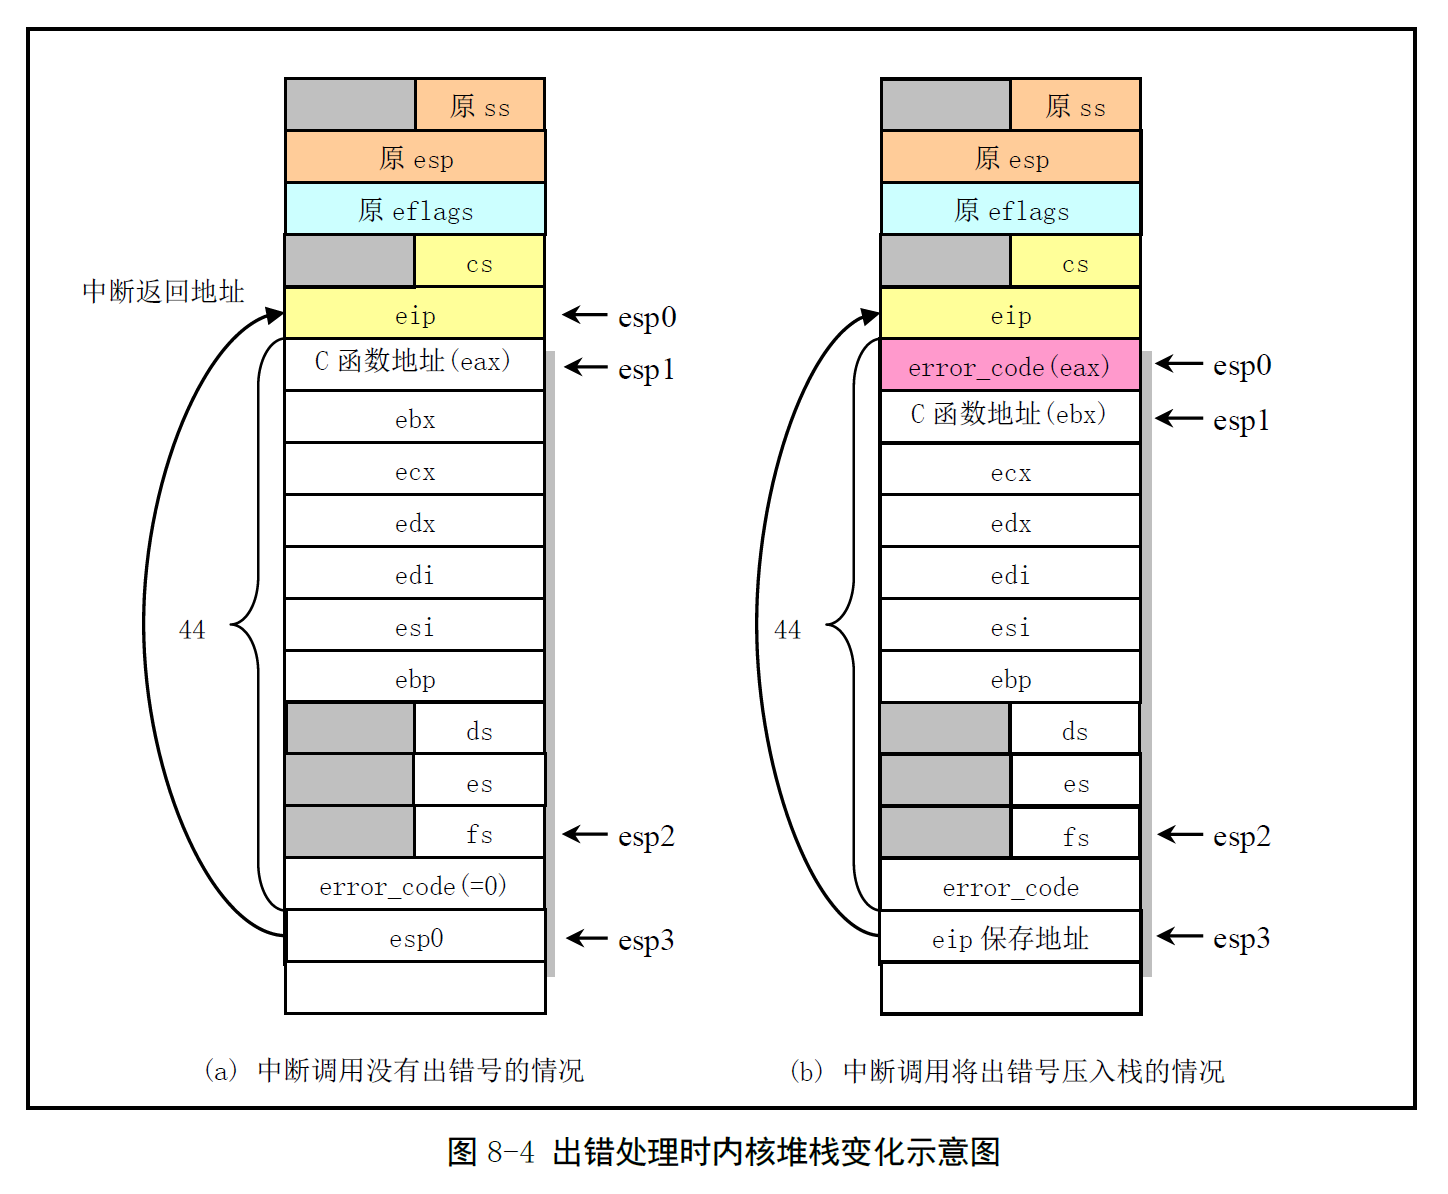 原 ss
原 esp
原 eflags
cs
中断返回地址
eip
esp0
C 函数地址(eax)
esp1
ebx
ecx
edx
edi
44
esi
ebp
ds
es
fs
esp2
error_code(=0)
esp0
esp3
(a) 中断调用没有出错号的情况
原 ss
原 esp
原 eflags
cs
eip
error_code(eax)
esp0
C 函数地址(ebx)
esp1
ecx
edx
edi
44
esi
ebp
ds
es
fs
esp2
error_code
eip 保存地址
esp3
(b) 中断调用将出错号压入栈的情况
图 8-4 出错处理时内核堆栈变化示意图